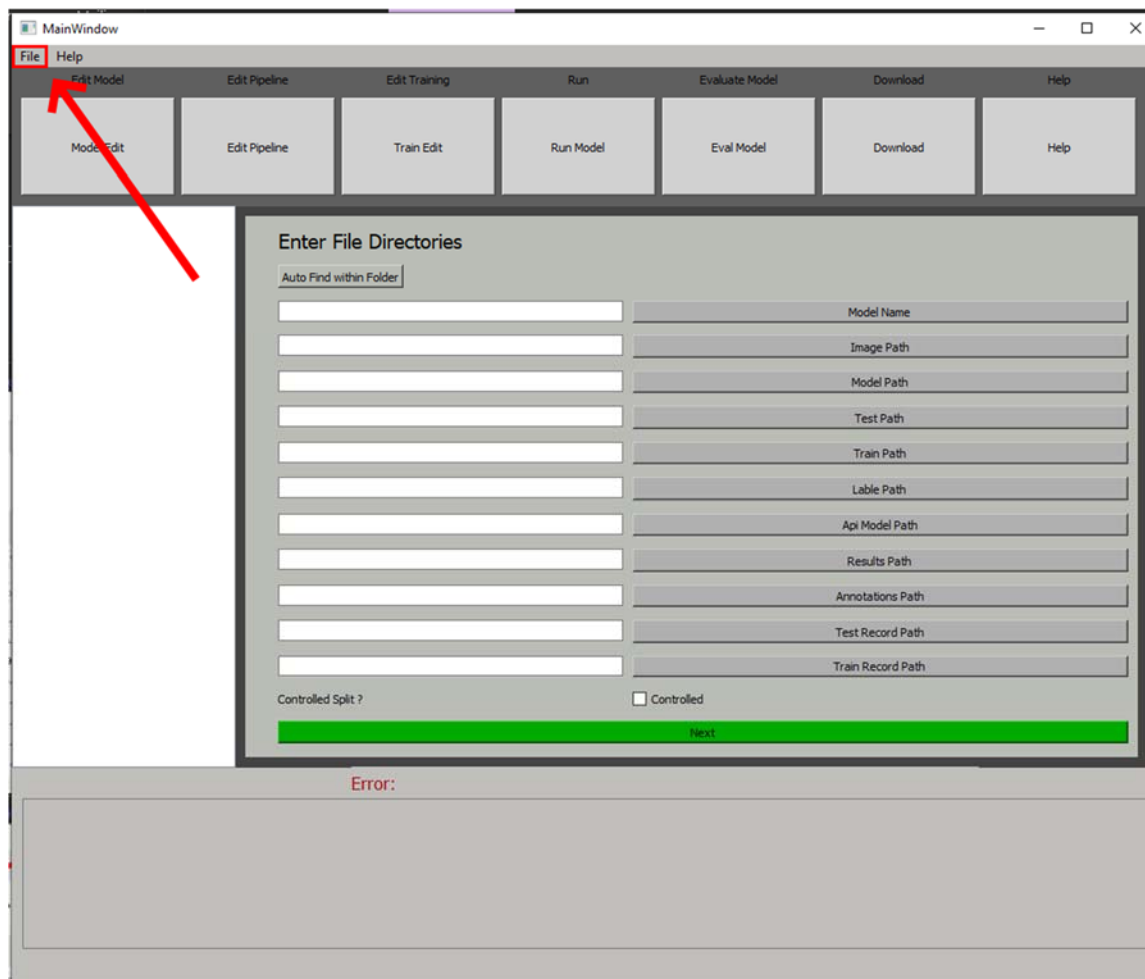 MainWindow
File Help
Edit Model Edit Pipeline Edit Training Run Evaluate Model Download Help
Model Edit Edit Pipeline Train Edit Run Model Eval Model Download Help
Enter File Directories
Auto Find within Folder
Model Name
Image Path
Model Path
Test Path
Train Path
Lable Path
Api Model Path
Results Path
Annotations Path
Test Record Path
Train Record Path
Controlled Split ? Controlled
Next
Error: